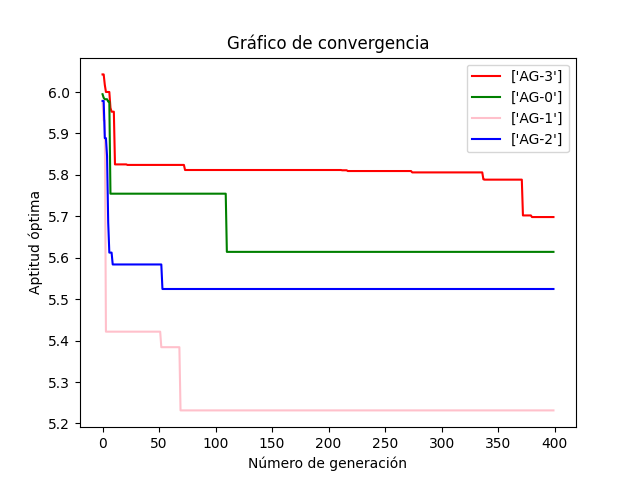 Gráfico de convergencia
['AG-3']
['AG-0']
['AG-1']
['AG-2']
Aptitud óptima
6.0
5.9
5.8
5.7
5.6
5.5
5.4
5.3
5.2
0 50 100 150 200 250 300 350 400
Número de generación